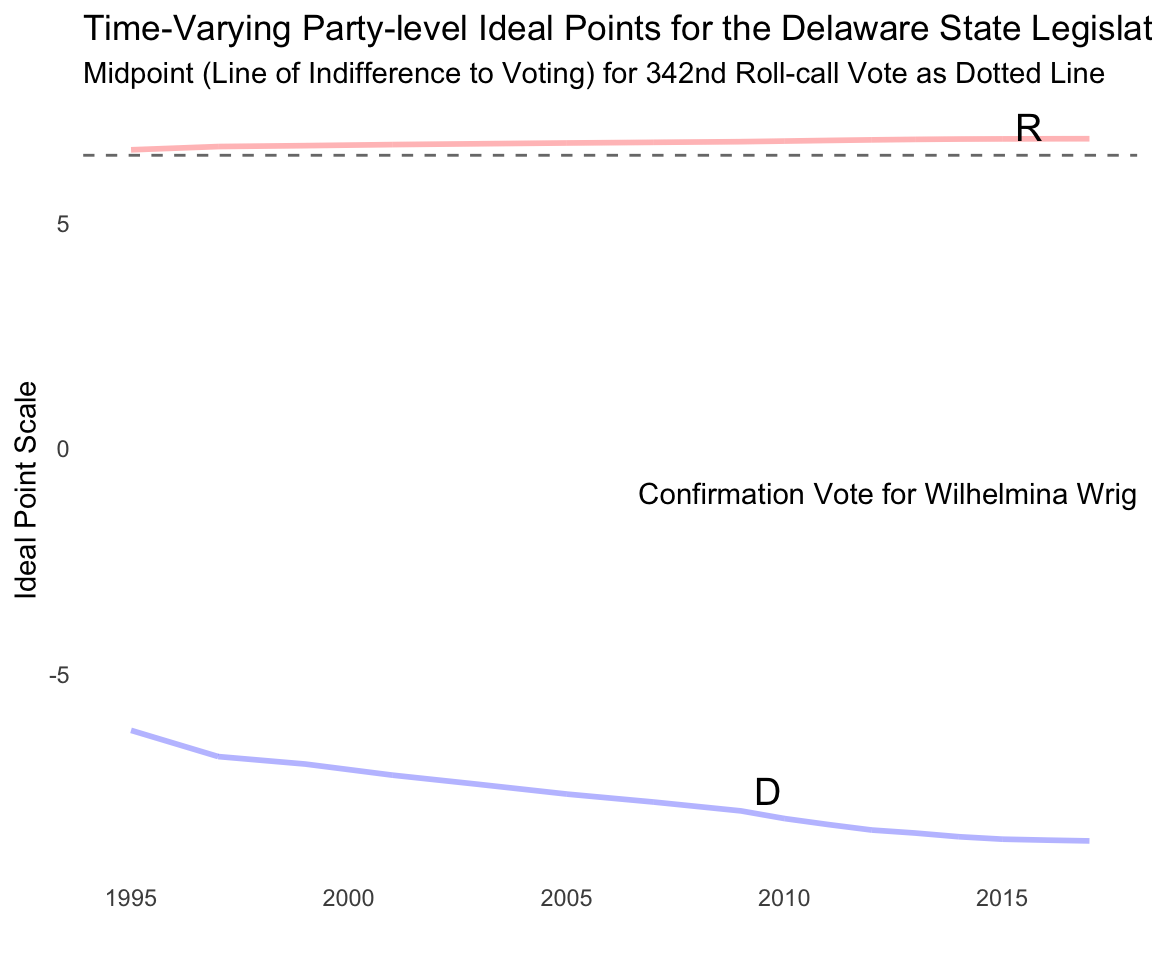 Time-Varying Party-level Ideal Points for the Delaware State Legislat
Midpoint (Line of Indifference to Voting) for 342nd Roll-call Vote as Dotted Line
R
5
0
Confirmation Vote for Wilhelmina Wrig
Ideal Point Scale
-5
D
1995 2000 2005 2010 2015